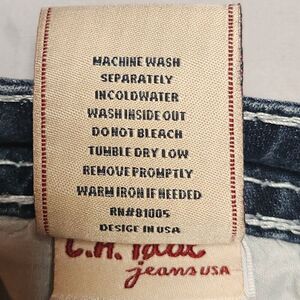 MACHINE WASH
SEPARATELY
INCOLDWATER
WASH INSIDE OUT
DO NOT BLEACH
TUMBLE DRY LOW
REMOVE PROMPTLY
WARM IRON IF NEEDED
RN#81005
DESIGE IN USA
jeans USA